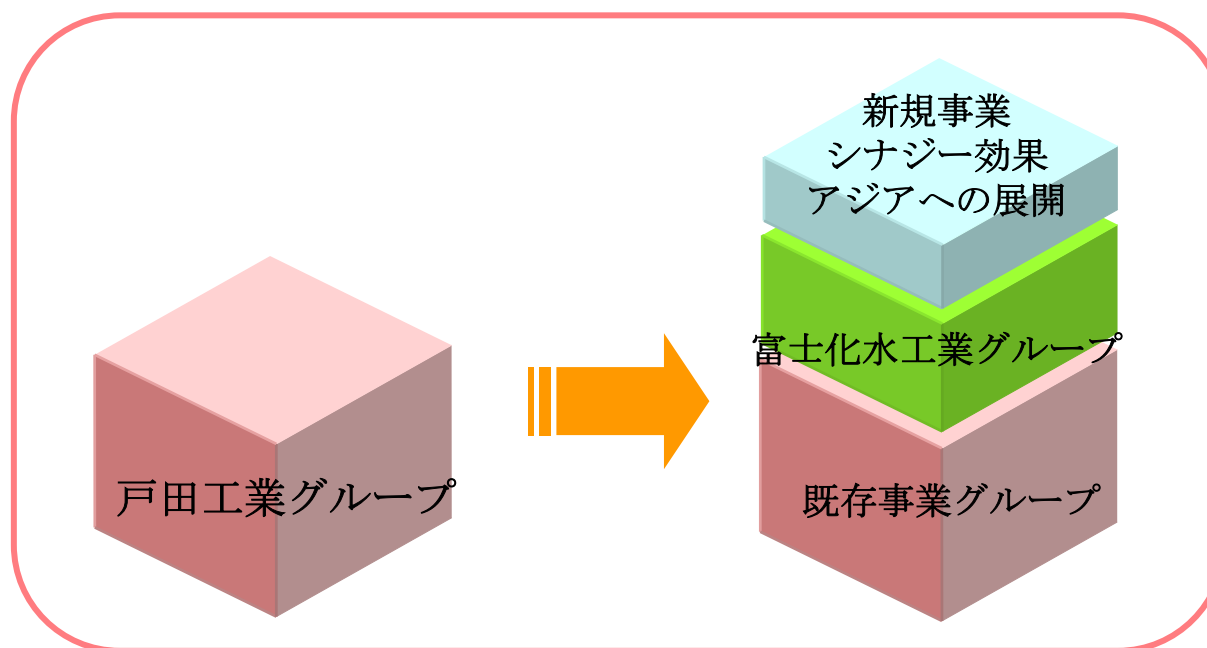 新規事業
シナジー効果
アジアへの展開
富士化水工業グループ
戸田工業グループ
既存事業グループ